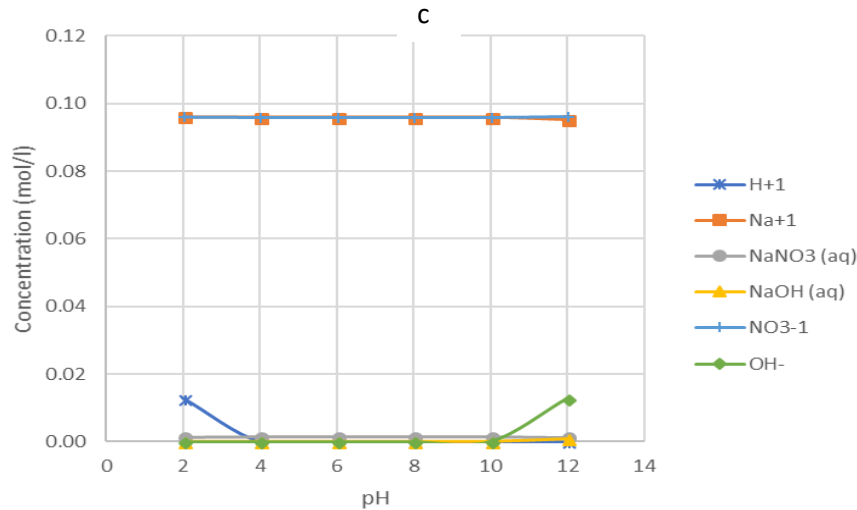 c
0.12
0.10
0.08
0.06
0.04
0.02
0.00
0 2 4 6 8 10 12 14
Concentration (mol/l)
pH
H+1
Na+1
NaNO3 (aq)
NaOH (aq)
NO3-1
OH-